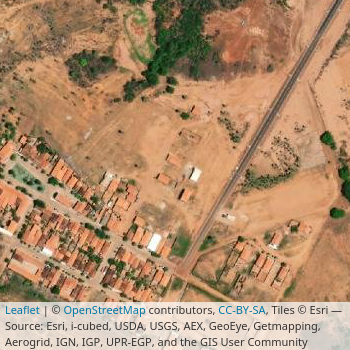 Leaflet | © OpenStreetMap contributors, CC-BY-SA, Tiles © Esri —
Source: Esri, i-cubed, USDA, USGS, AEX, GeoEye, Getmapping,
Aerogrid, IGN, IGP, UPR-EGP, and the GIS User Community